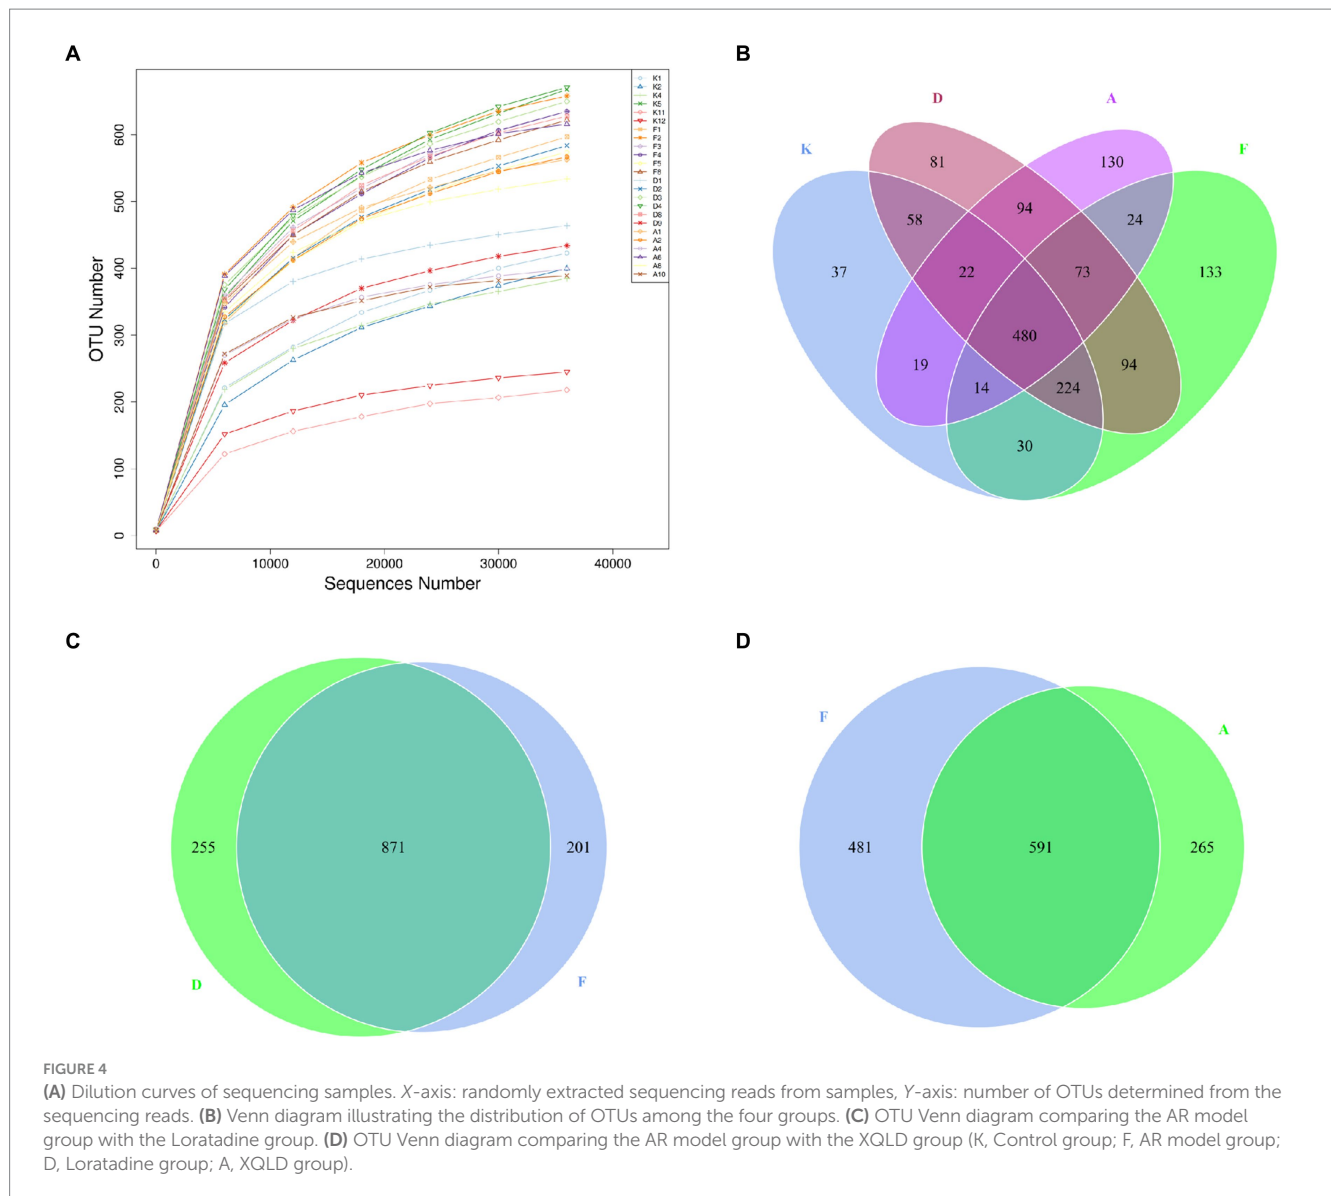 A
OTU Number
0
100
200
300
400
500
600
0
10000
20000
30000
40000
Sequences Number
K1
K2
K4
K5
K11
K12
F1
F2
F3
F4
F5
F6
D1
D2
D3
D4
D8
D9
A1
A2
A4
A6
A8
A10
B
K
D
A
F
81
130
58
94
24
37
22
73
133
480
19
14
224
94
30
C
255
871
201
D
F
D
F
A
481
591
265
FIGURE 4
(A) Dilution curves of sequencing samples. X-axis: randomly extracted sequencing reads from samples, Y-axis: number of OTUs determined from the
sequencing reads. (B) Venn diagram illustrating the distribution of OTUs among the four groups. (C) OTU Venn diagram comparing the AR model
group with the Loratadine group. (D) OTU Venn diagram comparing the AR model group with the XQLD group (K, Control group; F, AR model group;
D, Loratadine group; A, XQLD group).